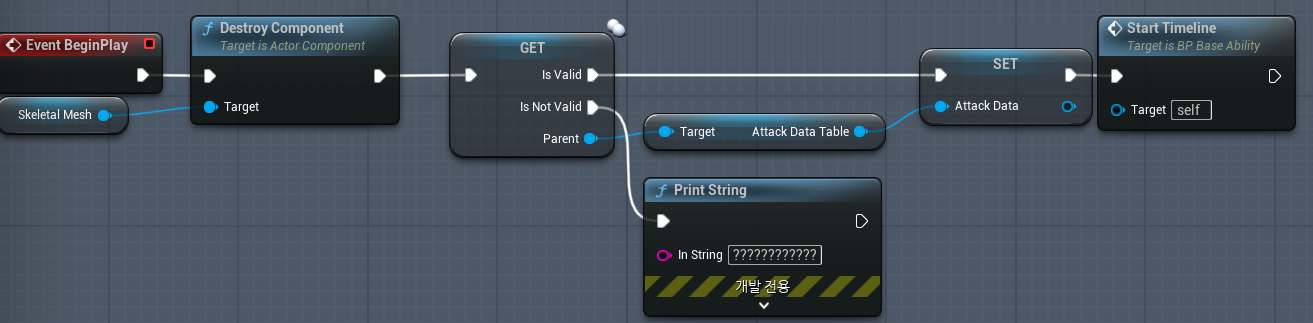 Event BeginPlay
Skeletal Mesh
Destroy Component
Target is Actor Component
Target
GET
Is Valid
Is Not Valid
Parent
Target
Attack Data Table
Print String
In String
????????????
개발 전용
SET
Attack Data
Start Timeline
Target is BP Base Ability
Target
self